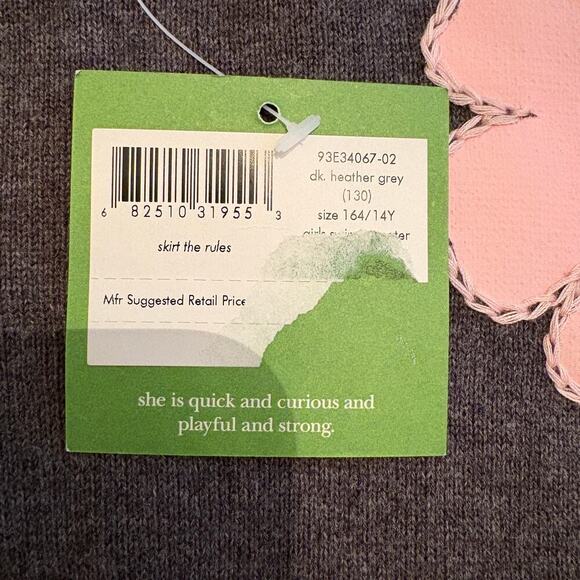 6 82510 31955 3
skirt the rules
Mfr Suggested Retail Price
93E34067-02
dk. heather grey
(130)
size 164/14Y
girls
she is quick and curious and
playful and strong.